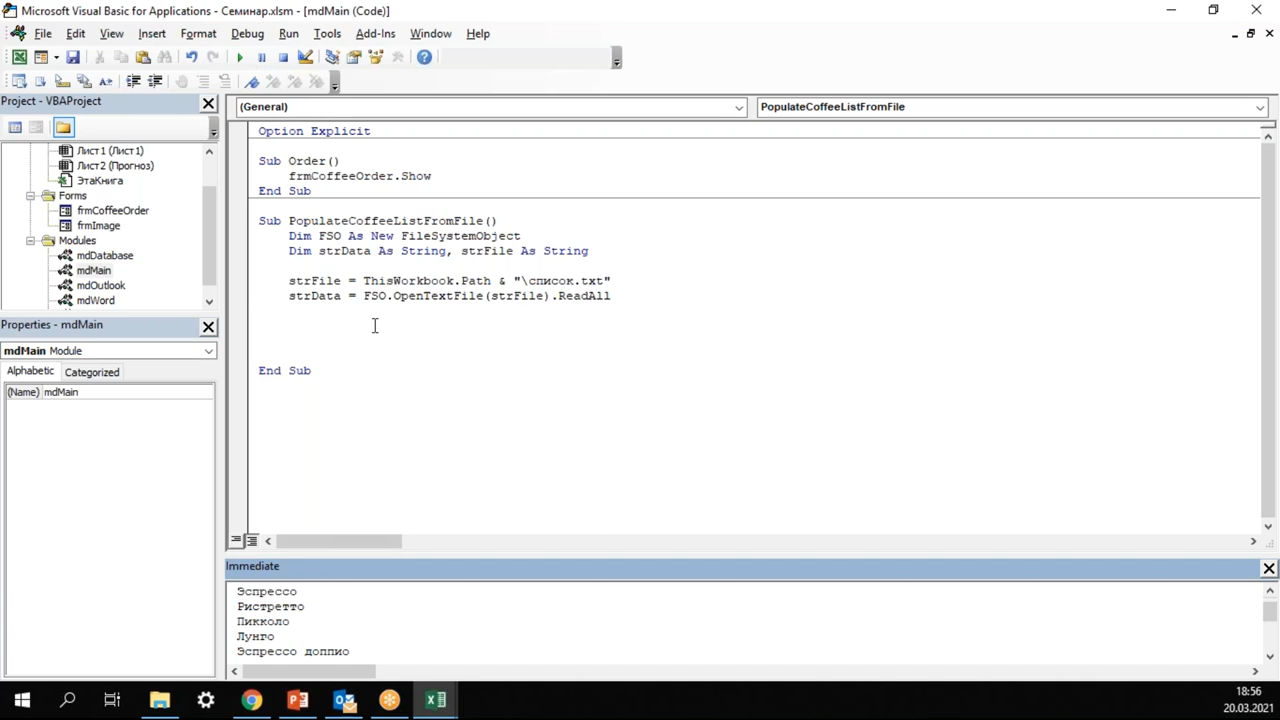 Microsoft Visual Basic for Applications - Семинар.xlsm - [mdMain (Code)]
File Edit View Insert Format Debug Run Tools Add-Ins Window Help
Project - VBAProject
Лист1 (Лист1)
Лист2 (Прогноз)
ЭтаКнига
Forms
frmCoffeeOrder
frmImage
Modules
mdDatabase
mdMain
mdOutlook
mdWord
Properties - mdMain
mdMain Module
Alphabetic Categorized
(Name) mdMain
(General) PopulateCoffeeListFromFile
Option Explicit
Sub Order()
frmCoffeeOrder.Show
End Sub
Sub PopulateCoffeeListFromFile()
Dim FSO As New FileSystemObject
Dim strData As String, strFile As String
strFile = ThisWorkbook.Path & "\список.txt"
strData = FSO.OpenTextFile(strFile).ReadAll
End Sub
Immediate
Эспрессо
Ристретто
Пикколо
Лунго
Эспрессо доппио
18:56
20.03.2021